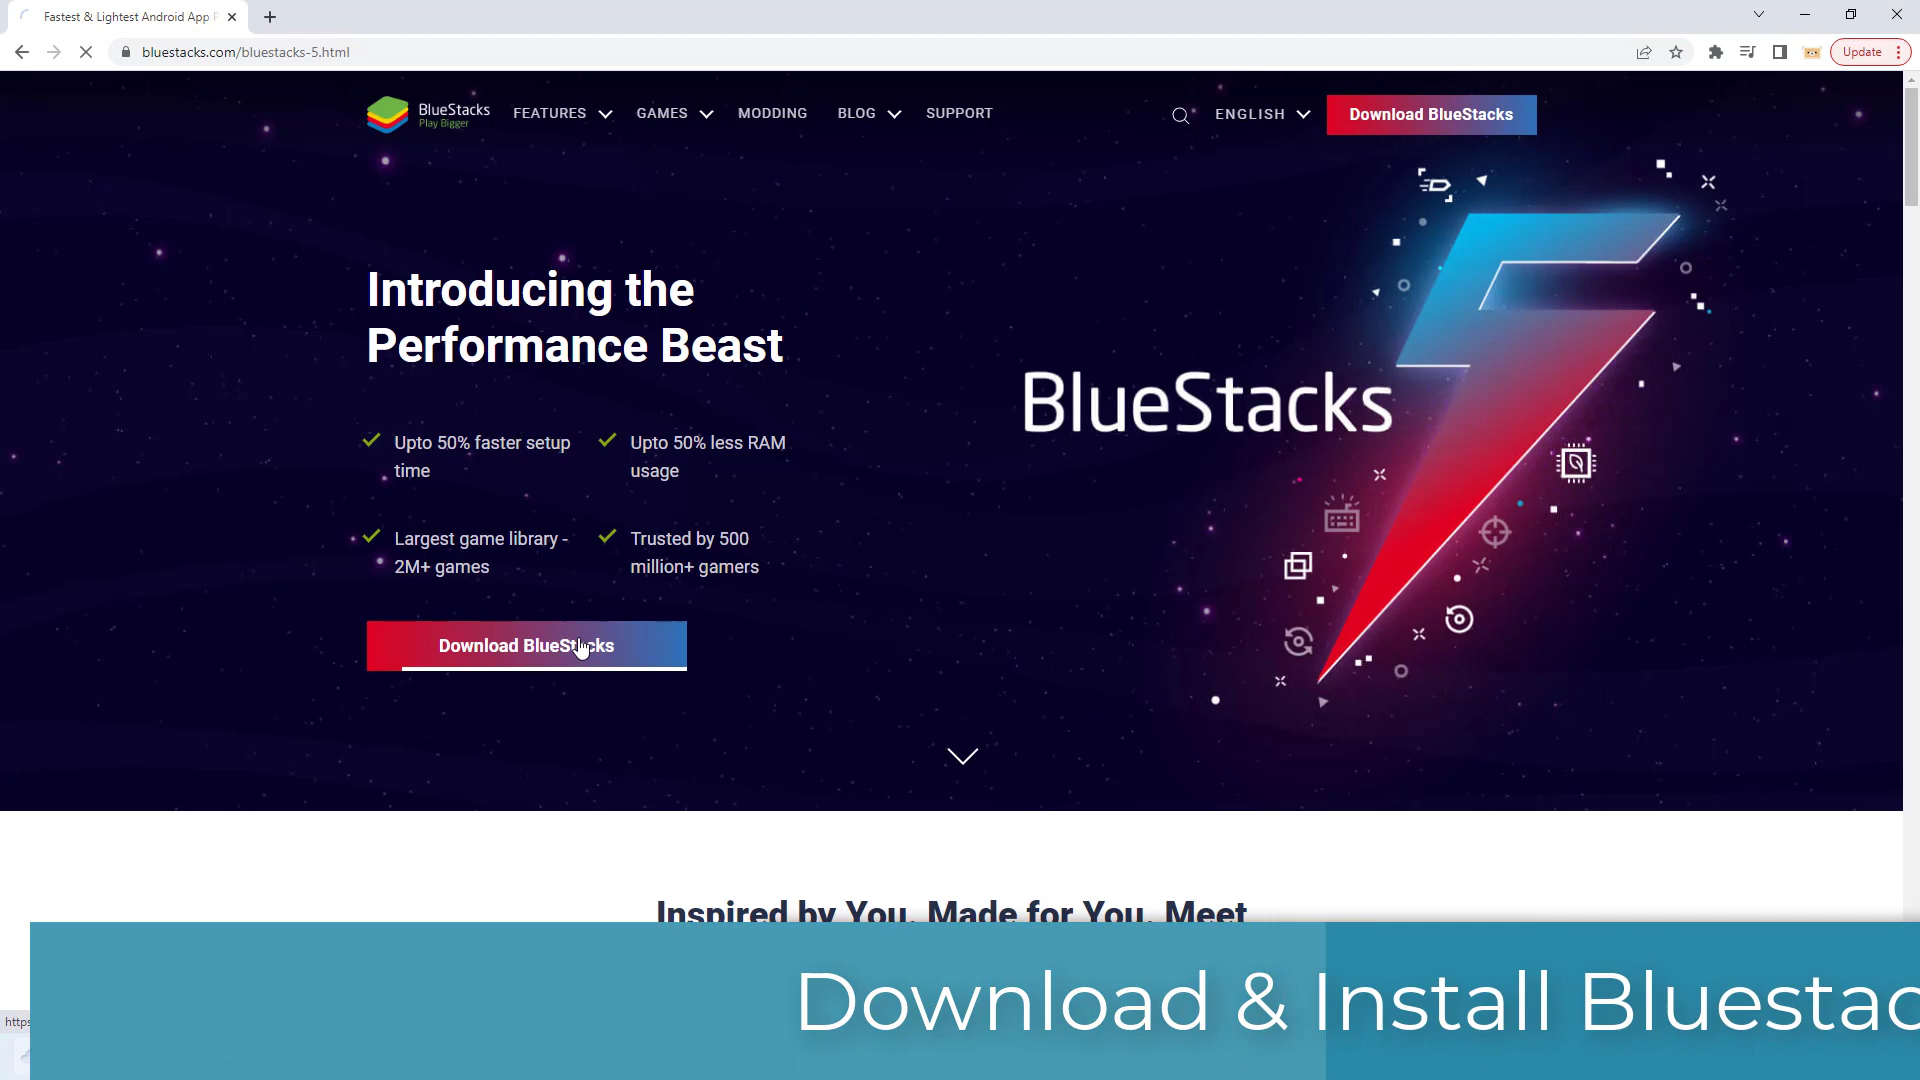 Fastest & Lightest Android App
bluestacks.com/bluestacks-5.html
Update
BlueStacks
Play Bigger
FEATURES
GAMES
MODDING
BLOG
SUPPORT
ENGLISH
Download BlueStacks
Introducing the
Performance Beast
BlueStacks
Upto 50% faster setup
time
Upto 50% less RAM
usage
Largest game library -
2M+ games
Trusted by 500
million+ gamers
Download BlueStacks
Inspired by You. Made for You. Meet
Download & Install Bluestac
https